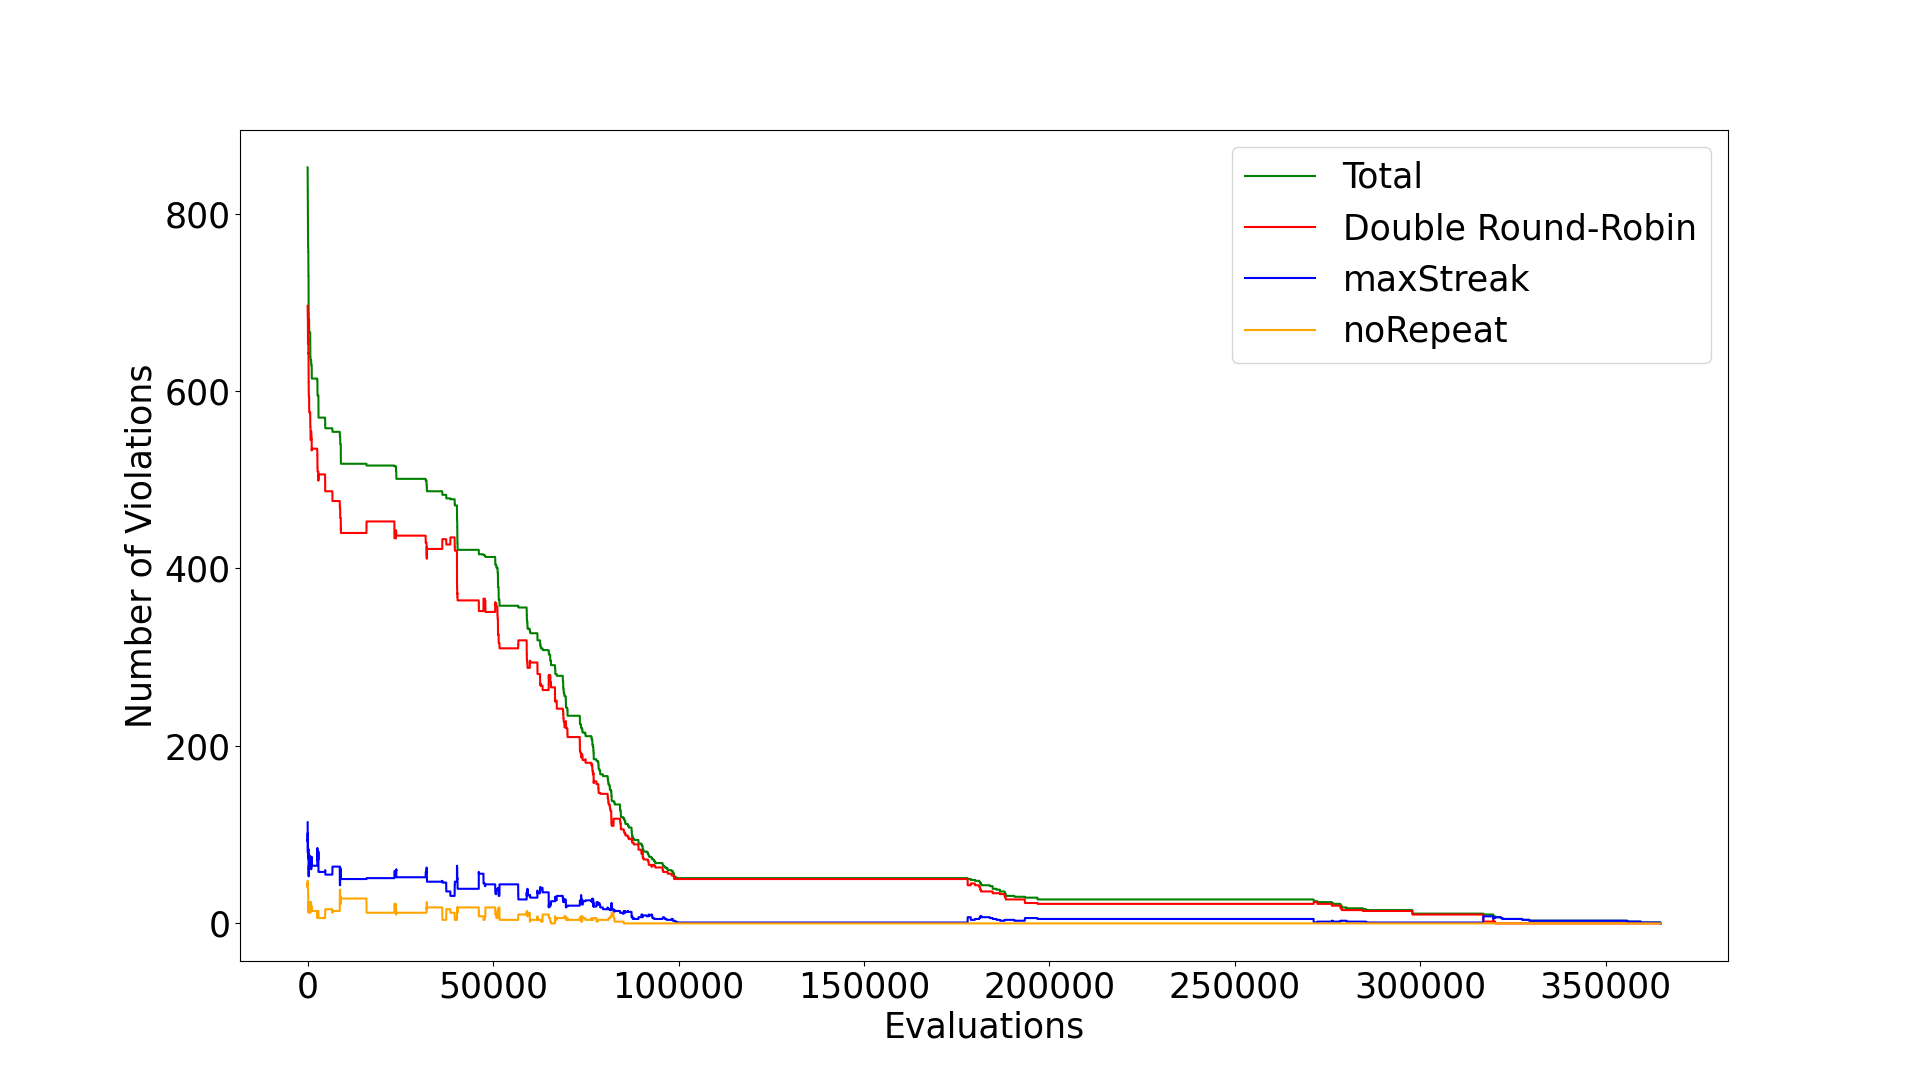 Total
Double Round-Robin
maxStreak
noRepeat
800
600
400
200
0
Number of Violations
0 50000 100000 150000 200000 250000 300000 350000
Evaluations